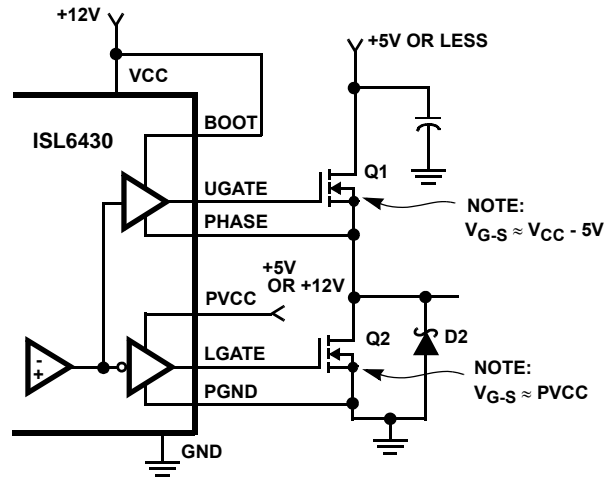 +12V
+5V OR LESS
VCC
BOOT
ISL6430
Q1
UGATE
NOTE:
VG-S ≈ VCC - 5V
PHASE
+5V
OR +12V
PVCC
Q2
D2
LGATE
-
+
NOTE:
VG-S ≈ PVCC
PGND
GND